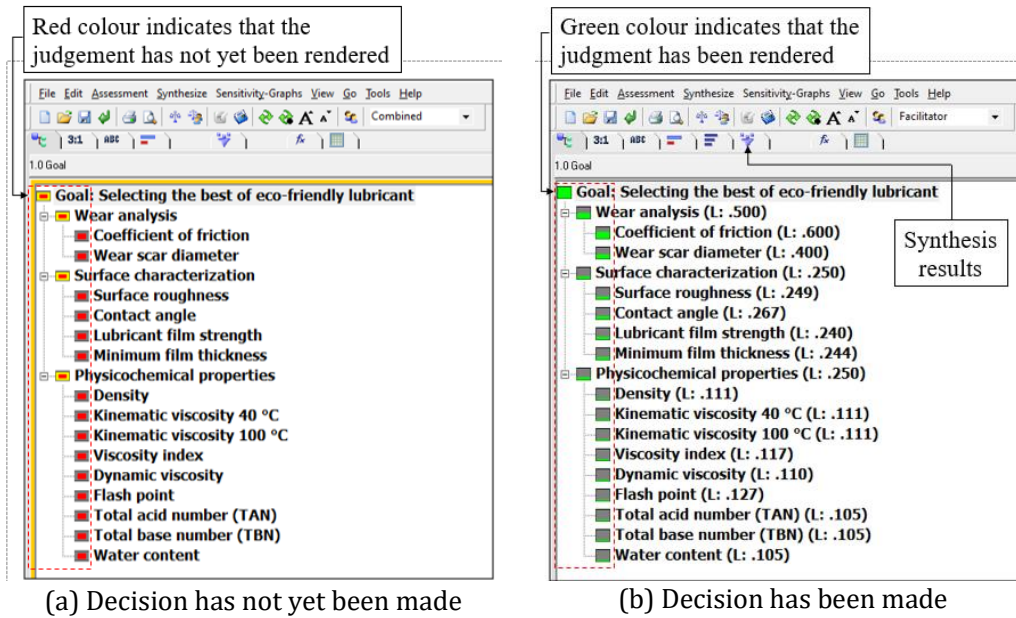 Red colour indicates that the
judgement has not yet been rendered
File Edit Assessment Synthesize Sensitivity-Graphs View Go Tools Help
A A Combined
3:1 ABC fx
1.0 Goal
Goal: Selecting the best of eco-friendly lubricant
Wear analysis
Coefficient of friction
Wear scar diameter
Surface characterization
Surface roughness
Contact angle
Lubricant film strength
Minimum film thickness
Physicochemical properties
Density
Kinematic viscosity 40 °C
Kinematic viscosity 100 °C
Viscosity index
Dynamic viscosity
Flash point
Total acid number (TAN)
Total base number (TBN)
Water content
(a) Decision has not yet been made
Green colour indicates that the
judgment has been rendered
File Edit Assessment Synthesize Sensitivity-Graphs View Go Tools Help
A A Facilitator
3:1 ABC fx
1.0 Goal
Goal: Selecting the best of eco-friendly lubricant
Wear analysis (L: .500)
Coefficient of friction (L: .600)
Wear scar diameter (L: .400)
Surface characterization (L: .250)
Surface roughness (L: .249)
Contact angle (L: .267)
Lubricant film strength (L: .240)
Minimum film thickness (L: .244)
Physicochemical properties (L: .250)
Density (L: .111)
Kinematic viscosity 40 °C (L: .111)
Kinematic viscosity 100 °C (L: .111)
Viscosity index (L: .117)
Dynamic viscosity (L: .110)
Flash point (L: .127)
Total acid number (TAN) (L: .105)
Total base number (TBN) (L: .105)
Water content (L: .105)
Synthesis
results
(b) Decision has been made